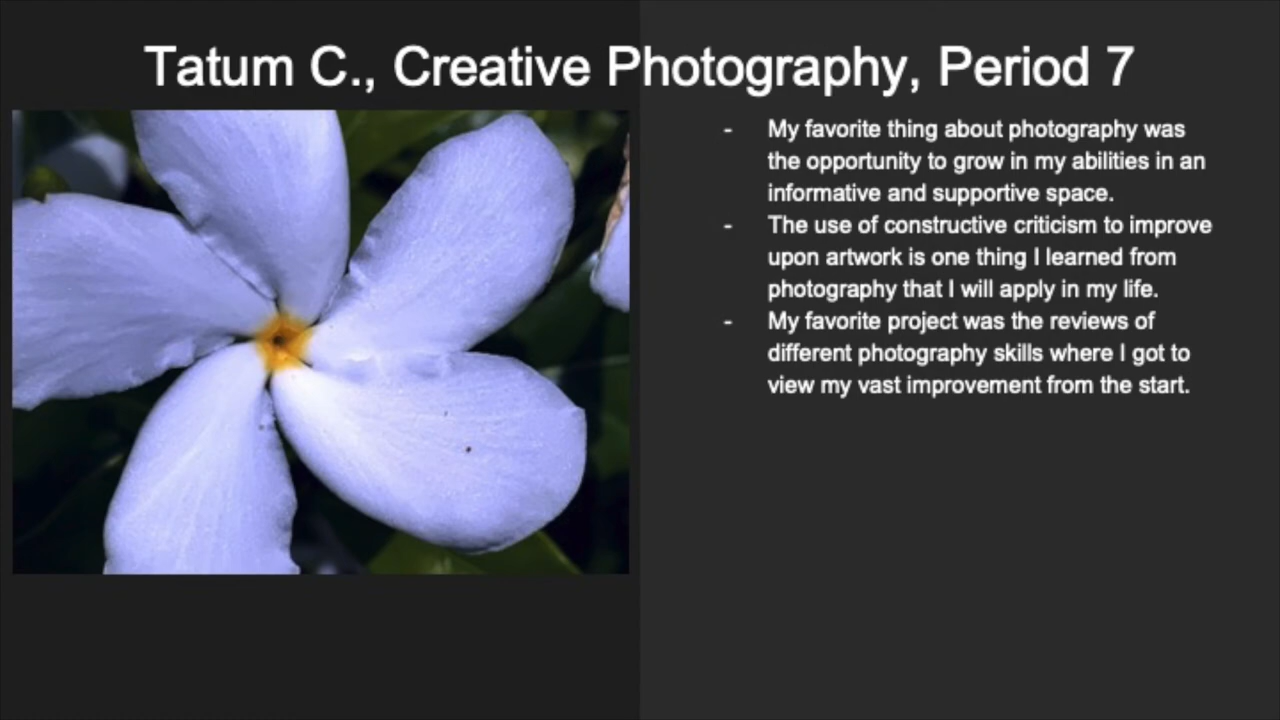 Tatum C., Creative Photography, Period 7
- My favorite thing about photography was
the opportunity to grow in my abilities in an
informative and supportive space.
- The use of constructive criticism to improve
upon artwork is one thing I learned from
photography that I will apply in my life.
- My favorite project was the reviews of
different photography skills where I got to
view my vast improvement from the start.